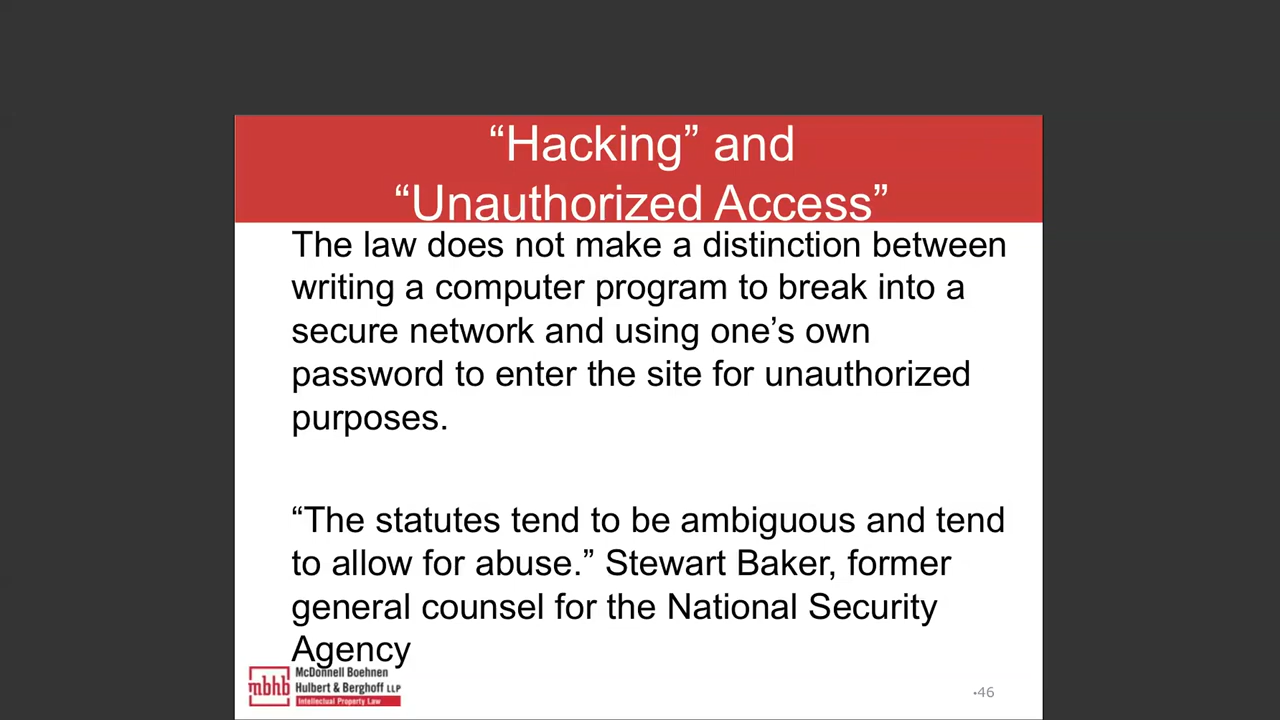 “Hacking” and
“Unauthorized Access”
The law does not make a distinction between
writing a computer program to break into a
secure network and using one’s own
password to enter the site for unauthorized
purposes.
“The statutes tend to be ambiguous and tend
to allow for abuse.” Stewart Baker, former
general counsel for the National Security
Agency
mbhb
McDonnell Boehnen
Hulbert & Berghoff LLP
Intellectual Property Law
•46